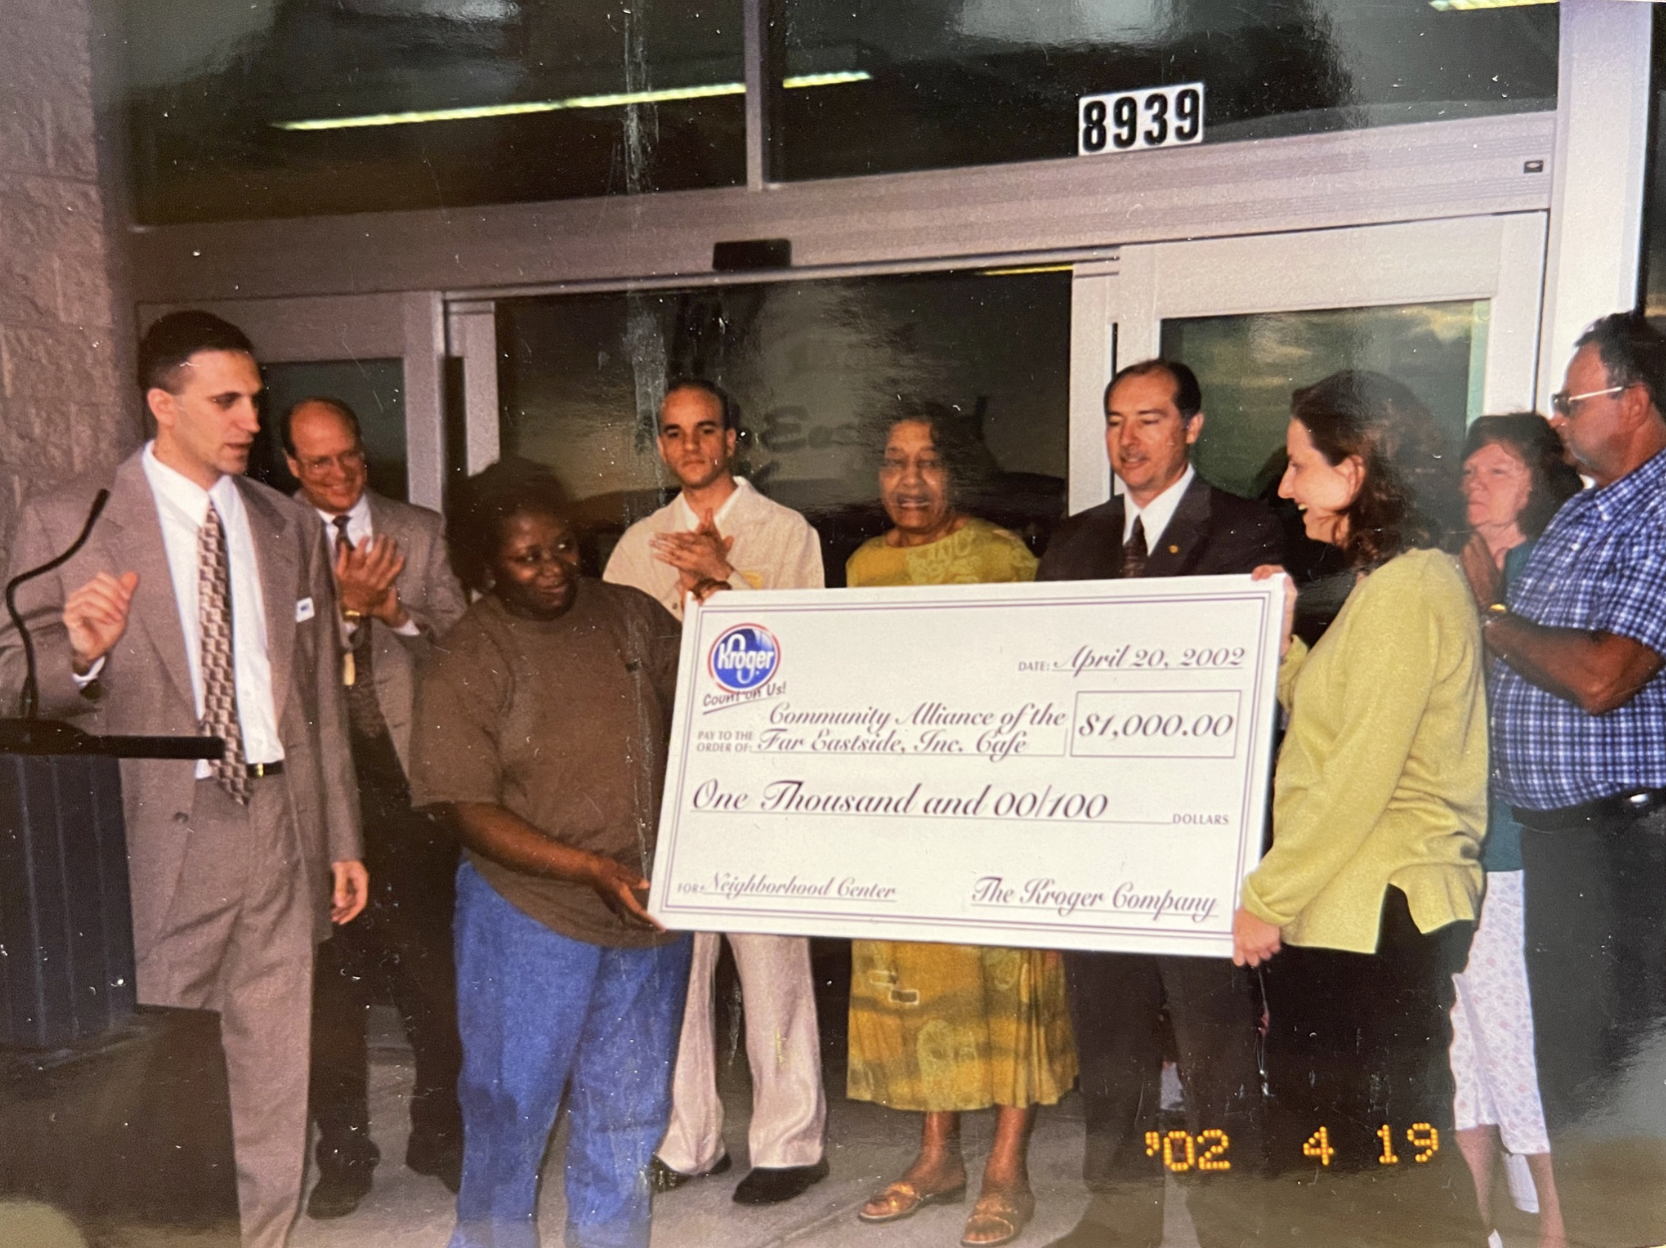 8939
Kroger
Count on Us!
DATE: April 20, 2002
PAY TO THE ORDER OF: Community Alliance of the Far Eastside, Inc. Cafe
$1,000.00
One Thousand and 00/100 DOLLARS
FOR: Neighborhood Center
The Kroger Company
'02 4 19